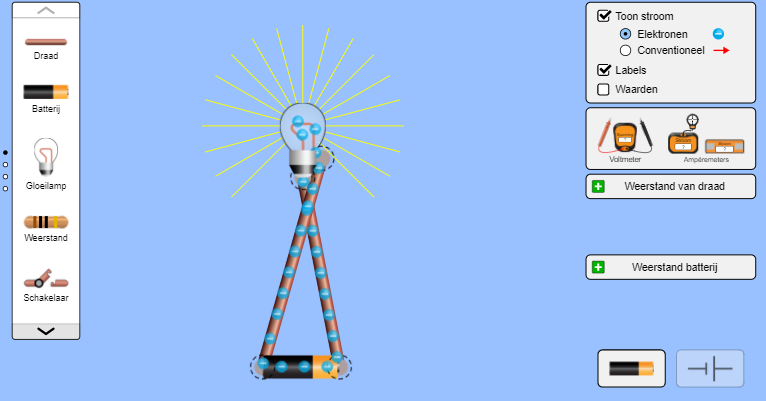 Draad
Batterij
Gloeilamp
Weerstand
Schakelaar
Toon stroom
Elektronen
Conventioneel
Labels
Waarden
Voltmeter
Ampèremeters
Weerstand van draad
Weerstand batterij